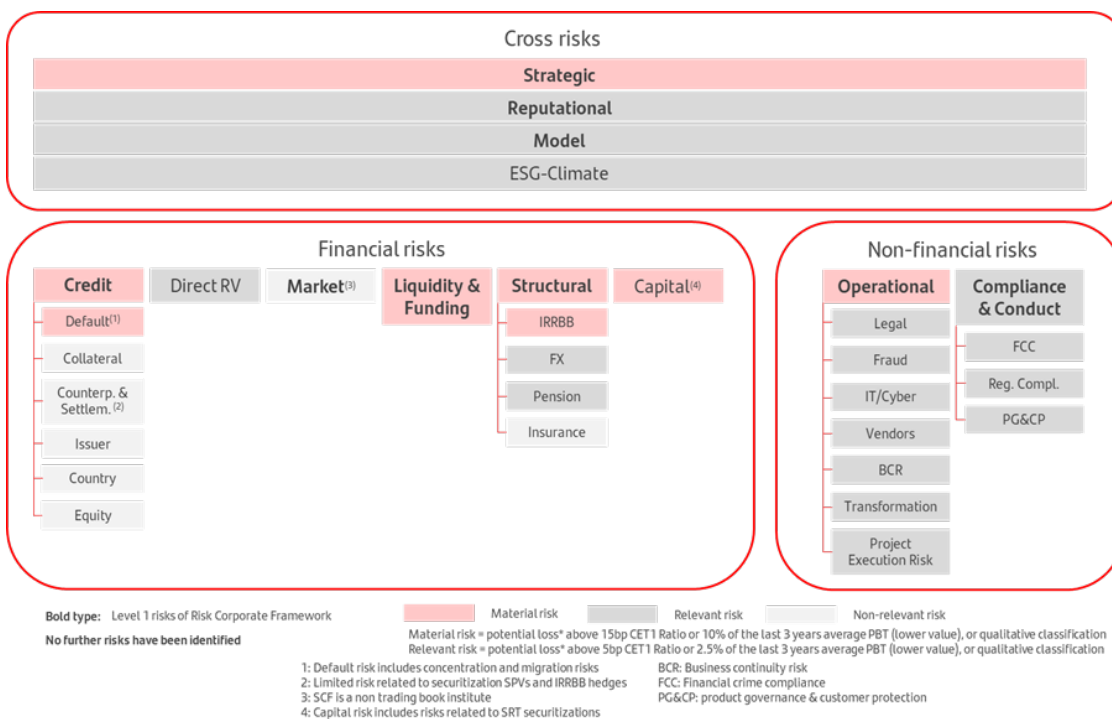 Cross risks
Strategic
Reputational
Model
ESG-Climate
Financial risks
Credit
Default(1)
Collateral
Counterp. &
Settlem. (2)
Issuer
Country
Equity
Direct RV
Market(3)
Liquidity &
Funding
Structural
IRRBB
FX
Pension
Insurance
Capital(4)
Non-financial risks
Operational
Legal
Fraud
IT/Cyber
Vendors
BCR
Transformation
Project
Execution Risk
Compliance
& Conduct
FCC
Reg. Compl.
PG&CP
Bold type: Level 1 risks of Risk Corporate Framework
No further risks have been identified
Material risk
Relevant risk
Non-relevant risk
Material risk = potential loss* above 15bp CET1 Ratio or 10% of the last 3 years average PBT (lower value), or qualitative classification
Relevant risk = potential loss* above 5bp CET1 Ratio or 2.5% of the last 3 years average PBT (lower value), or qualitative classification
1: Default risk includes concentration and migration risks
2: Limited risk related to securitization SPVs and IRRBB hedges
3: SCF is a non trading book institute
4: Capital risk includes risks related to SRT securitizations
BCR: Business continuity risk
FCC: Financial crime compliance
PG&CP: product governance & customer protection